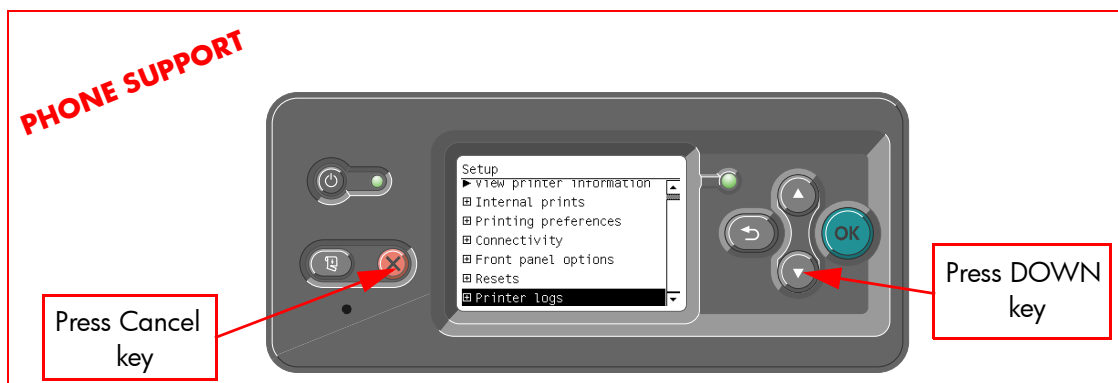 PHONE SUPPORT
Setup
View printer information
Internal prints
Printing preferences
Connectivity
Front panel options
Resets
Printer logs
OK
Press Cancel
key
Press DOWN
key